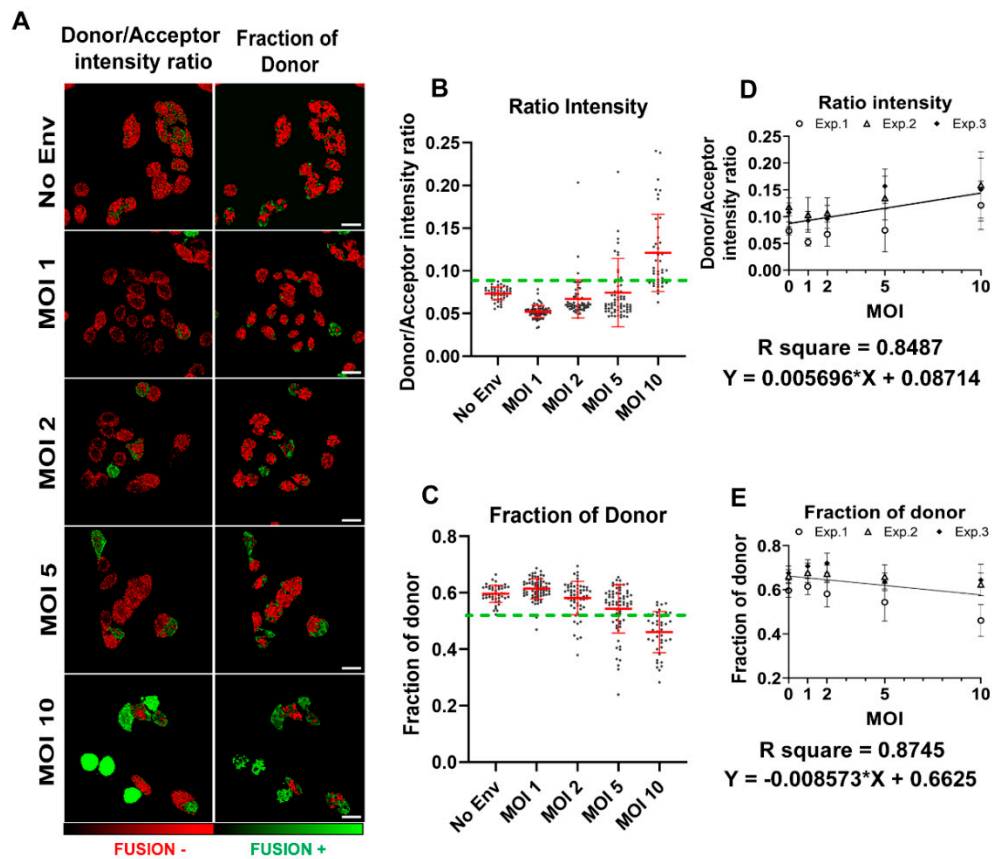 A
Donor/Acceptor
intensity ratio
Fraction of
Donor
No Env
MOI 1
MOI 2
MOI 5
MOI 10
FUSION -
FUSION +
B
Ratio Intensity
Donor/Acceptor intensity ratio
0.25
0.20
0.15
0.10
0.05
0.00
No Env
MOI 1
MOI 2
MOI 5
MOI 10
C
Fraction of Donor
Fraction of donor
0.8
0.6
0.4
0.2
0.0
No Env
MOI 1
MOI 2
MOI 5
MOI 10
D
Ratio intensity
Exp.1 Exp.2 Exp.3
Donor/Acceptor
intensity ratio
0.25
0.20
0.15
0.10
0.05
0.00
0 1 2 5 10
MOI
R square = 0.8487
Y = 0.005696*X + 0.08714
E
Fraction of donor
Exp.1 Exp.2 Exp.3
Fraction of donor
0.8
0.6
0.4
0.2
0 1 2 5 10
MOI
R square = 0.8745
Y = -0.008573*X + 0.6625